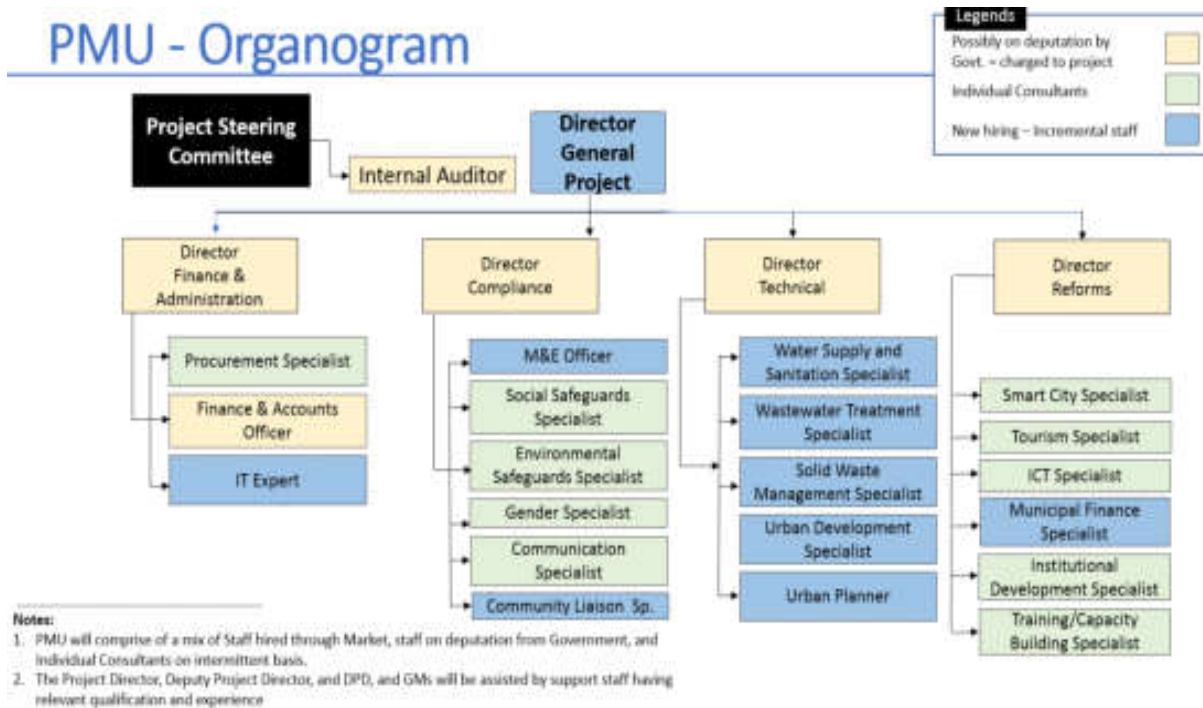 PMU - Organogram
Legends
Possibly on deputation by
Govt. = charged to project
Individual Consultants
New hiring – Incremental staff
Project Steering
Committee
Internal Auditor
Director
General
Project
Director
Finance &
Administration
Procurement Specialist
Finance & Accounts
Officer
IT Expert
Director
Compliance
M&E Officer
Social Safeguards
Specialist
Environmental
Safeguards Specialist
Gender Specialist
Communication
Specialist
Community Liaison Sp.
Director
Technical
Water Supply and
Sanitation Specialist
Wastewater Treatment
Specialist
Solid Waste
Management Specialist
Urban Development
Specialist
Urban Planner
Director
Reforms
Smart City Specialist
Tourism Specialist
ICT Specialist
Municipal Finance
Specialist
Institutional
Development Specialist
Training/Capacity
Building Specialist
Notes:
1. PMU will comprise of a mix of Staff hired through Market, staff on deputation from Government, and
Individual Consultants on intermittent basis.
2. The Project Director, Deputy Project Director, and DPD, and GMs will be assisted by support staff having
relevant qualification and experience